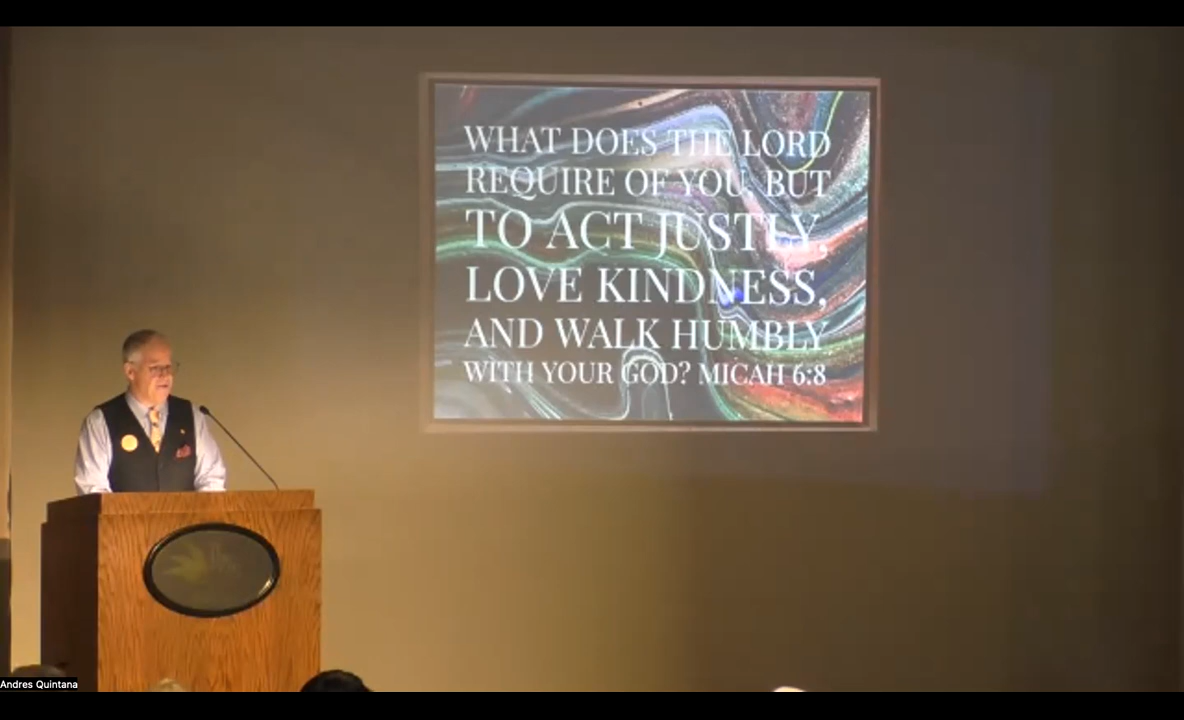 WHAT DOES THE LORD
REQUIRE OF YOU, BUT
TO ACT JUSTLY,
LOVE KINDNESS,
AND WALK HUMBLY
WITH YOUR GOD? MICAH 6:8
Andres Quintana